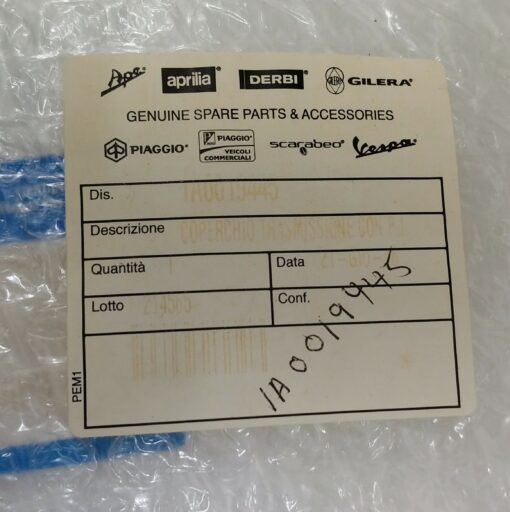 Ape aprilia DERBI GILERA
GENUINE SPARE PARTS & ACCESSORIES
PIAGGIO PIAGGIO VEICOLI COMMERCIALI scarabeo Vespa
Dis. 1A0019445
Descrizione COPERCHIO TRASMISSIONE
Quantità 1 Data
Lotto Conf.
1A0019445
PEM1